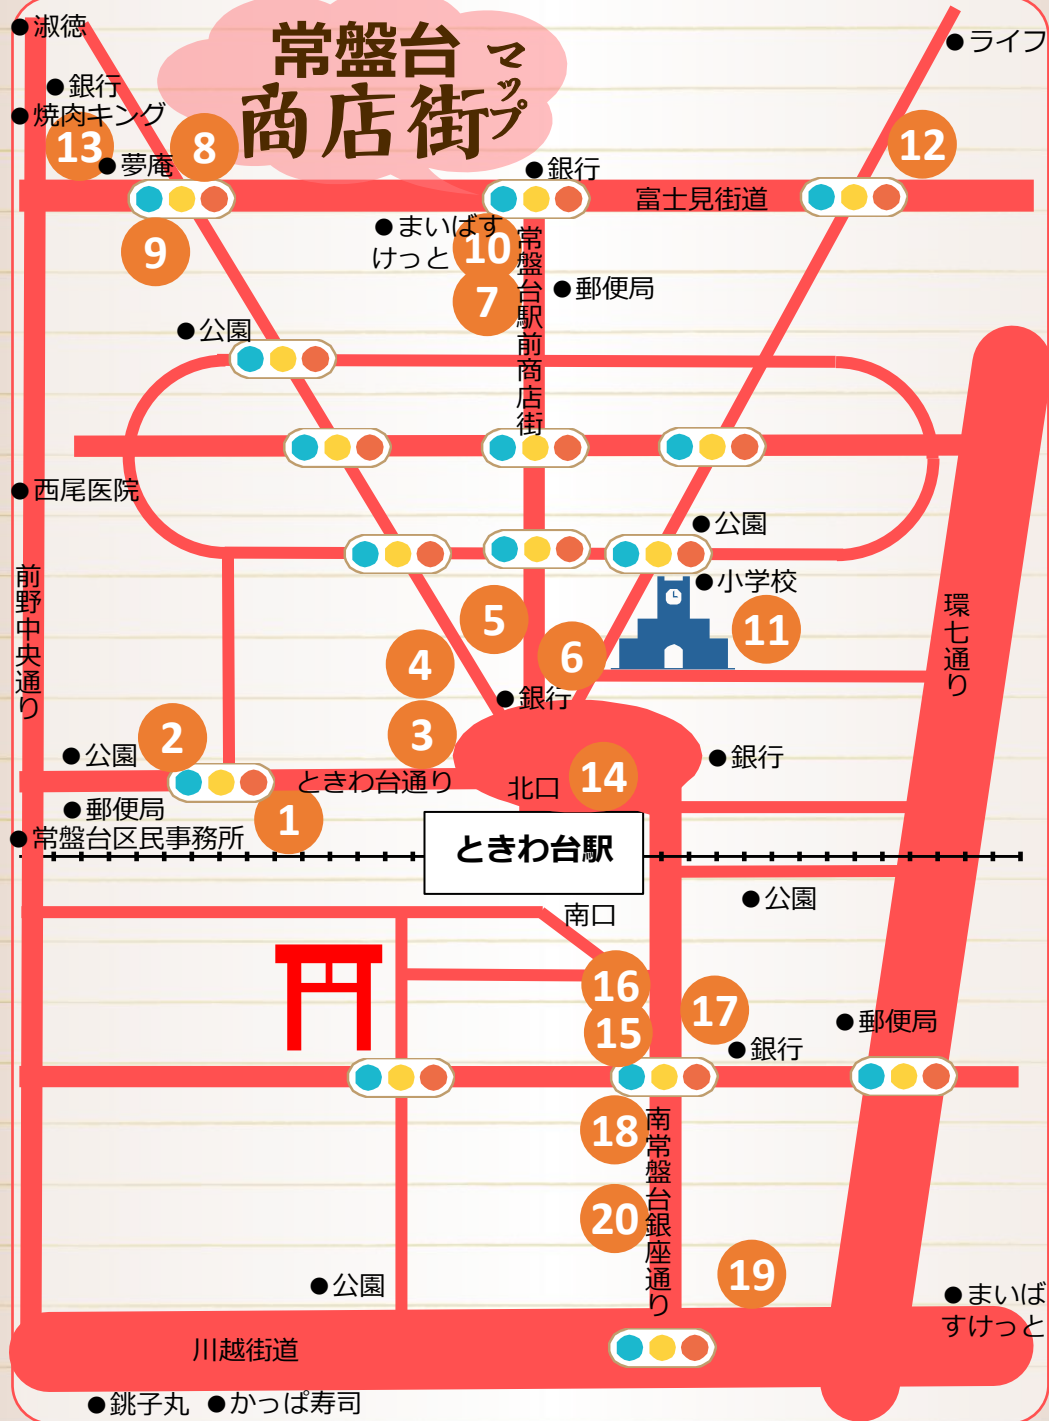 淑徳
常盤台
商店街
マップ
ライフ
銀行
焼肉キング
13
8
12
夢庵
銀行
富士見街道
まいばす
けっと
10
9
常盤台駅前商店街
郵便局
7
公園
西尾医院
公園
前野中央通り
小学校
環七通り
5
11
4
6
銀行
3
2
公園
銀行
ときわ台通り
北口
14
郵便局
1
常盤台区民事務所
ときわ台駅
公園
南口
16
17
15
郵便局
銀行
18
南常盤台銀座通り
20
19
公園
まいば
すけっと
川越街道
銚子丸
かっぱ寿司